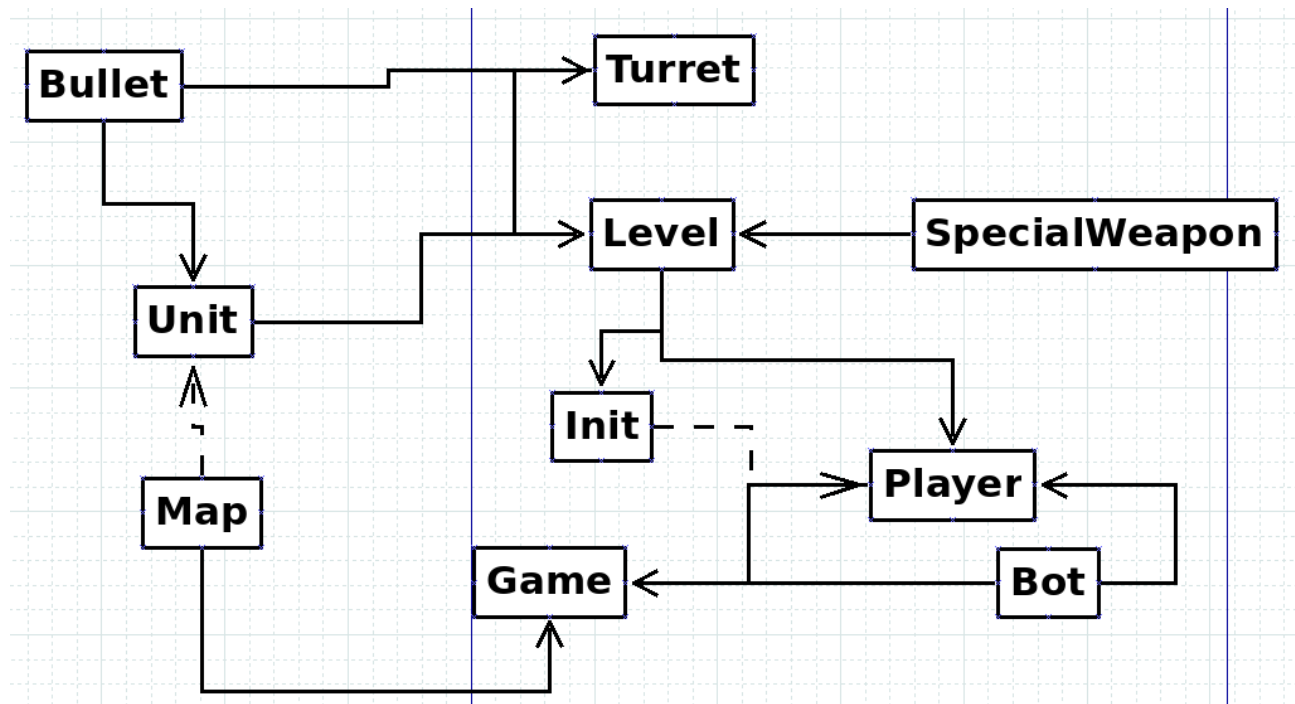 Bullet
Turret
Level
SpecialWeapon
Unit
Init
Player
Map
Game
Bot